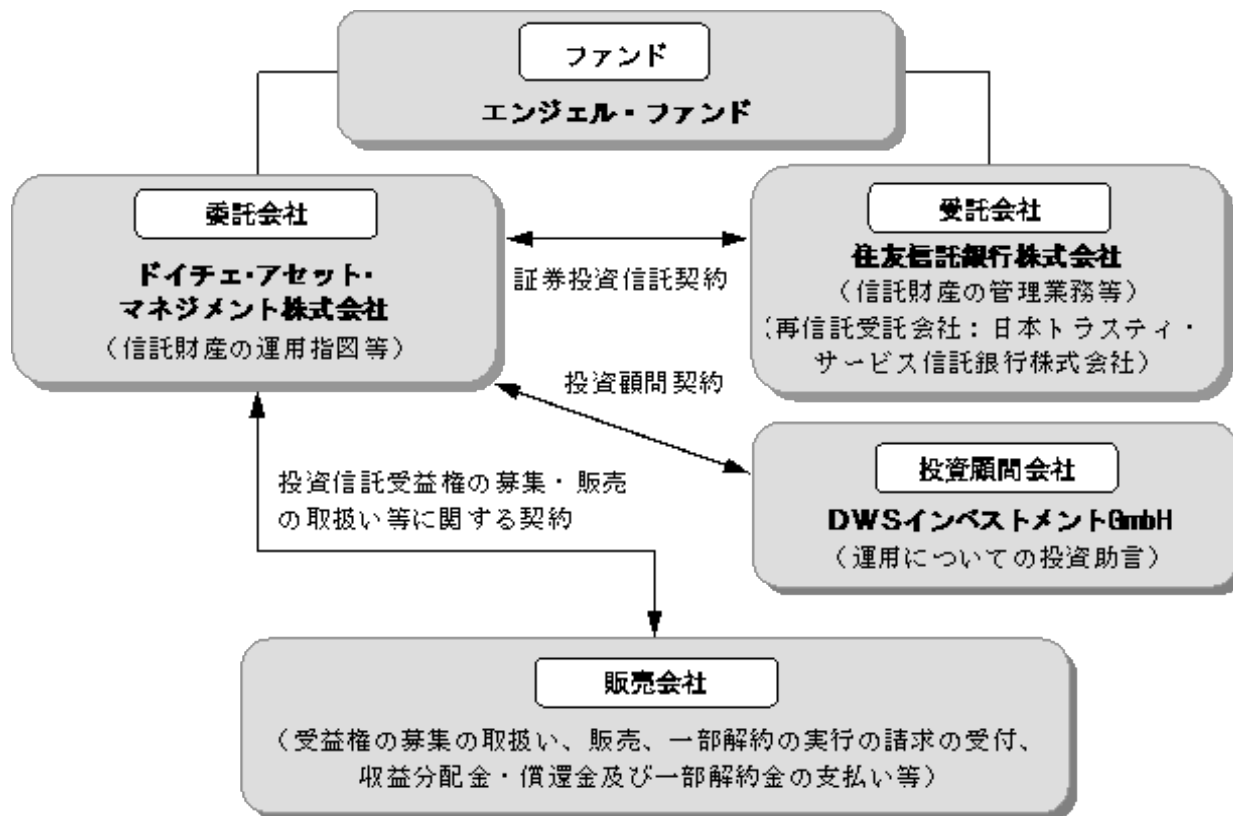 ファンド
エンジェル・ファンド
委託会社
ドイチェ・アセット・
マネジメント株式会社
（信託財産の運用指図等）
証券投資信託契約
受託会社
住友信託銀行株式会社
（信託財産の管理業務等）
（再信託受託会社：日本トラスティ・
サービス信託銀行株式会社）
投資顧問契約
投資顧問会社
DWSインベストメントGmbH
（運用についての投資助言）
投資信託受益権の募集・販売
の取扱い等に関する契約
販売会社
（受益権の募集の取扱い、販売、一部解約の実行の請求の受付、
収益分配金・償還金及び一部解約金の支払い等）